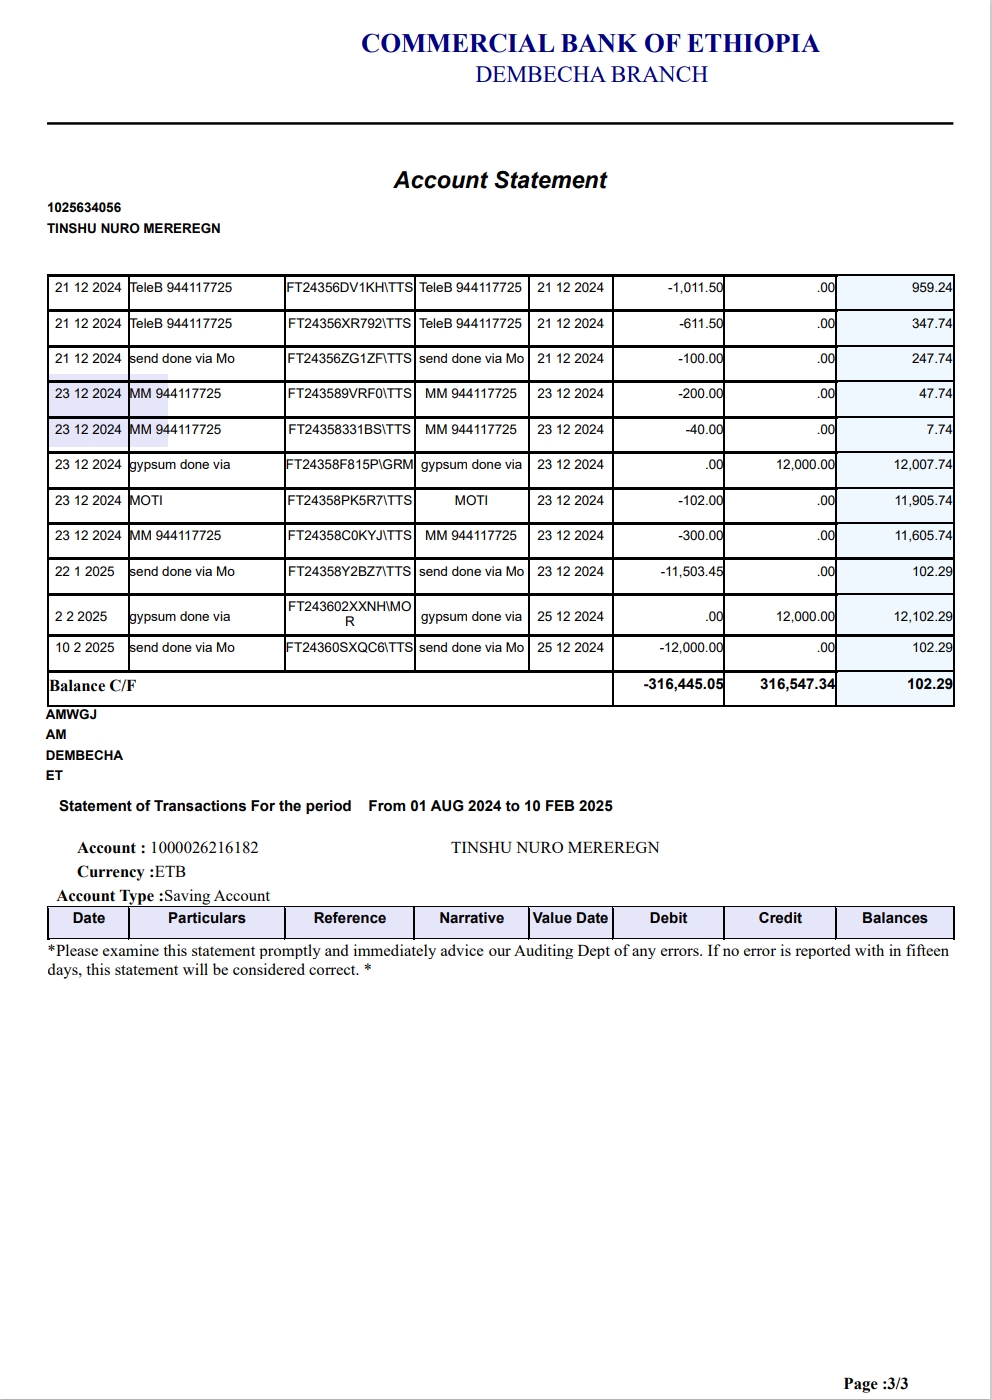 COMMERCIAL BANK OF ETHIOPIA
DEMBECHA BRANCH
Account Statement
1025634056
TINSHU NURO MEREREGN
21 12 2024 TeleB 944117725 FT24356DV1KH\TTS TeleB 944117725 21 12 2024 -1,011.50 .00 959.24
21 12 2024 TeleB 944117725 FT24356XR792\TTS TeleB 944117725 21 12 2024 -611.50 .00 347.74
21 12 2024 send done via Mo FT24356ZG1ZF\TTS send done via Mo 21 12 2024 -100.00 .00 247.74
23 12 2024 MM 944117725 FT243589VRF0\TTS MM 944117725 23 12 2024 -200.00 .00 47.74
23 12 2024 MM 944117725 FT24358331BS\TTS MM 944117725 23 12 2024 -40.00 .00 7.74
23 12 2024 gypsum done via FT24358F815P\GRM gypsum done via 23 12 2024 .00 12,000.00 12,007.74
23 12 2024 MOTI FT24358PK5R7\TTS MOTI 23 12 2024 -102.00 .00 11,905.74
23 12 2024 MM 944117725 FT24358C0KYJ\TTS MM 944117725 23 12 2024 -300.00 .00 11,605.74
22 1 2025 send done via Mo FT24358Y2BZ7\TTS send done via Mo 23 12 2024 -11,503.45 .00 102.29
2 2 2025 gypsum done via FT243602XXNH\MO
R gypsum done via 25 12 2024 .00 12,000.00 12,102.29
10 2 2025 send done via Mo FT24360SXQC6\TTS send done via Mo 25 12 2024 -12,000.00 .00 102.29
Balance C/F -316,445.05 316,547.34 102.29
AMWGJ
AM
DEMBECHA
ET
Statement of Transactions For the period From 01 AUG 2024 to 10 FEB 2025
Account : 1000026216182 TINSHU NURO MEREREGN
Currency :ETB
Account Type :Saving Account
Date Particulars Reference Narrative Value Date Debit Credit Balances
*Please examine this statement promptly and immediately advice our Auditing Dept of any errors. If no error is reported with in fifteen
days, this statement will be considered correct. *
Page :3/3